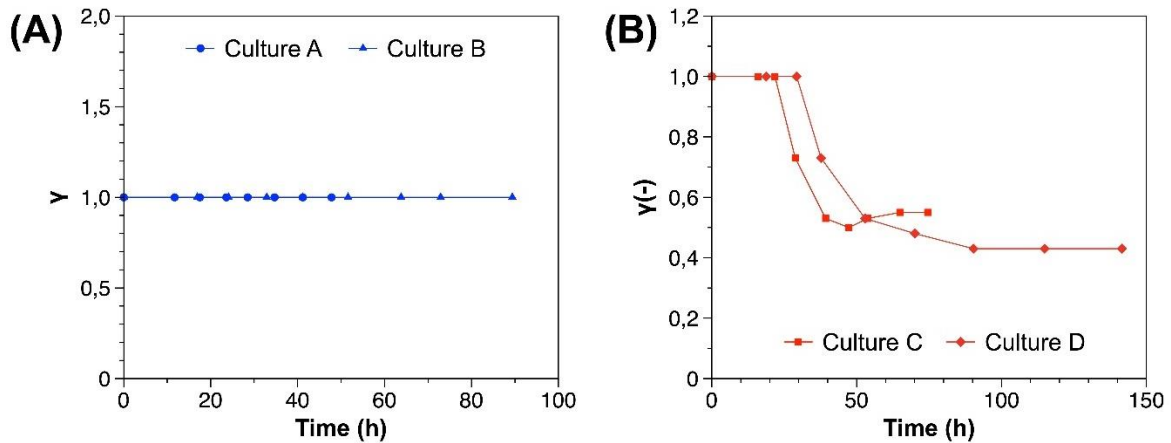 (A)
2,0
1,5
1,0
0,5
0
γ
Culture A
Culture B
0
20
40
60
80
100
Time (h)
(B)
1,2
1,0
0,8
0,6
0,4
0,2
0
γ(-)
Culture C
Culture D
0
50
100
150
Time (h)